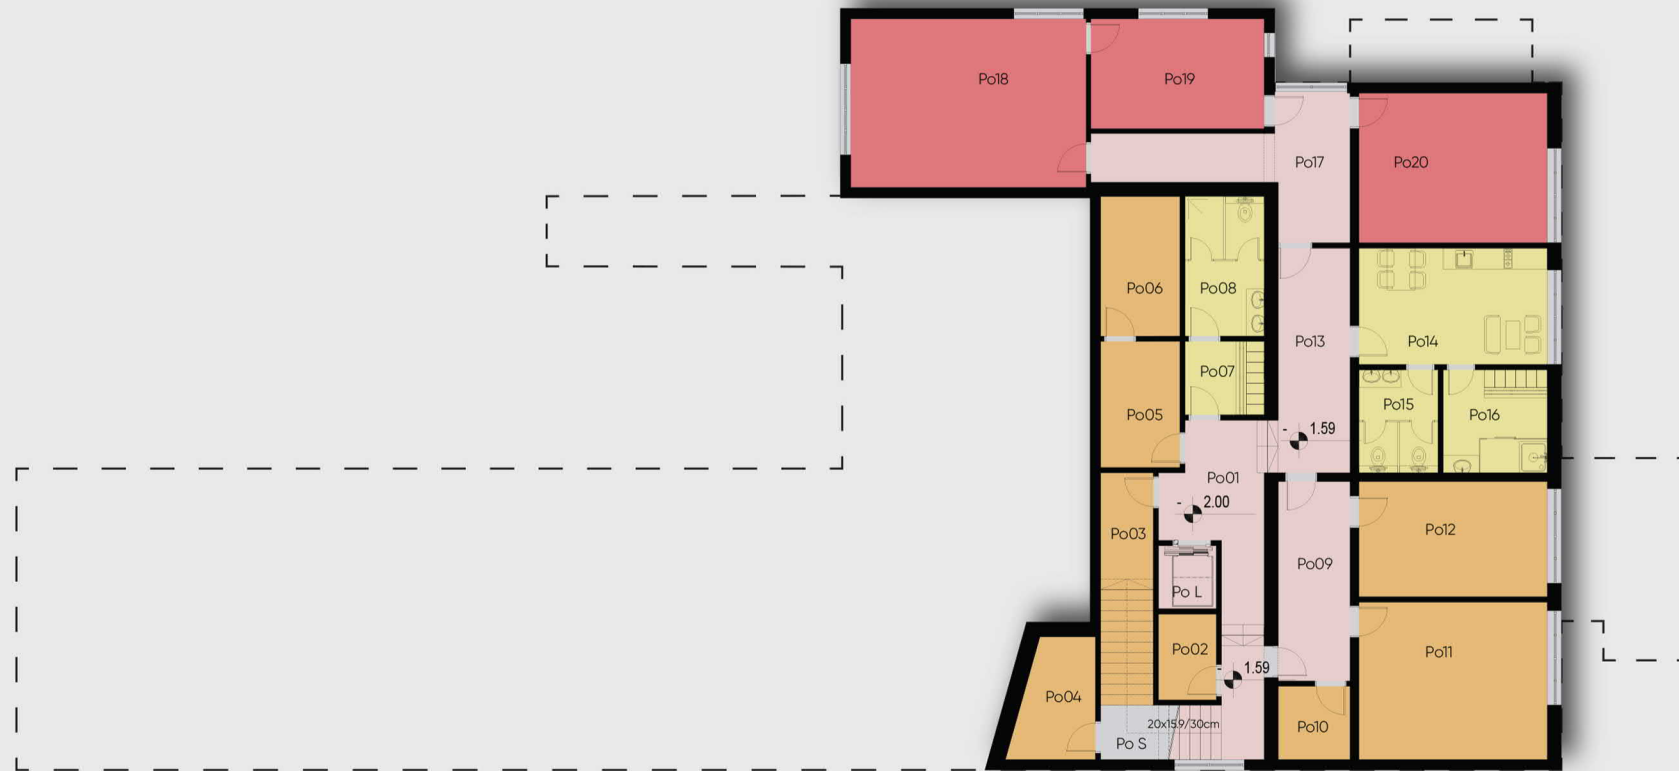 Po18
Po19
Po17
Po20
Po06
Po08
Po13
Po14
Po07
Po05
Po15
Po16
- 1.59
Po01
- 2.00
Po03
Po12
Po09
Po L
Po02
Po11
- 1.59
Po04
20x15.9/30cm
Po10
Po S